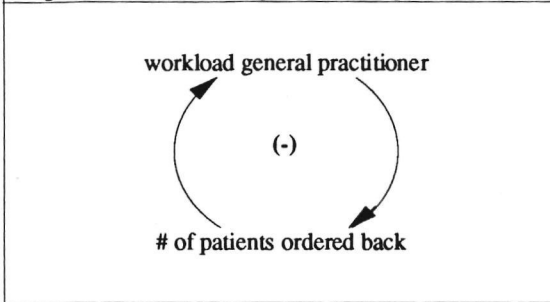 workload general practitioner
(-)
# of patients ordered back